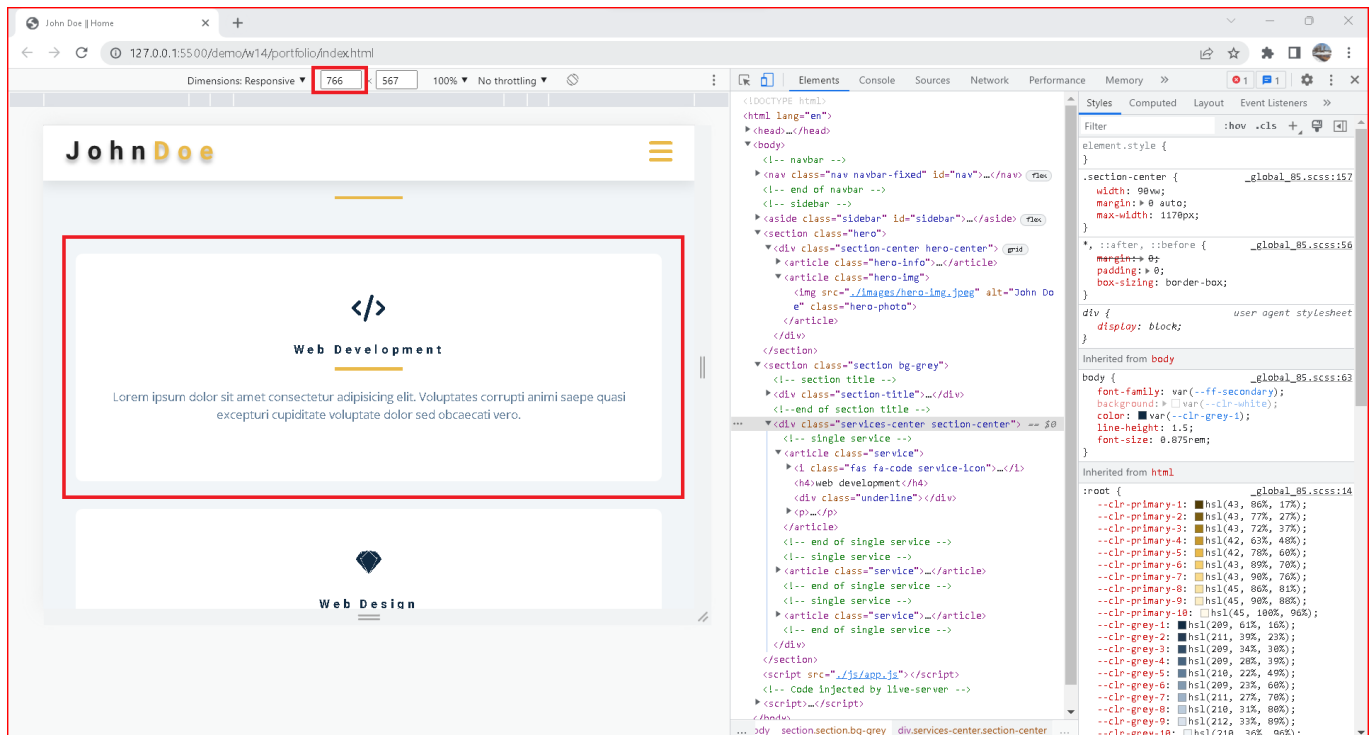 John Doe || Home
127.0.0.1:5500/demo/w14/portfolio/index.html
Dimensions: Responsive ▼ 766 × 567 100% ▼ No throttling ▼
JohnDoe
Web Development
Lorem ipsum dolor sit amet consectetur adipisicing elit. Voluptates corrupti animi saepe quasi
excepturi cupiditate voluptate dolor sed obcaecati vero.
Web Design
Elements Console Sources Network Performance Memory » 1 1
<!DOCTYPE html>
<html lang="en">
<head>…</head>
<body>
<!-- navbar -->
<nav class="nav navbar-fixed" id="nav">…</nav> flex
<!-- end of navbar -->
<!-- sidebar -->
<aside class="sidebar" id="sidebar">…</aside> flex
<section class="hero">
<div class="section-center hero-center"> grid
<article class="hero-info">…</article>
<article class="hero-img">
<img src="./images/hero-img.jpeg" alt="John Do
e" class="hero-photo">
</article>
</div>
</section>
<section class="section bg-grey">
<!-- section title -->
<div class="section-title">…</div>
<!--end of section title -->
<div class="services-center section-center"> == $0
<!-- single service -->
<article class="service">
<i class="fas fa-code service-icon">…</i>
<h4>web development</h4>
<div class="underline"></div>
<p>…</p>
</article>
<!-- end of single service -->
<!-- single service -->
<article class="service">…</article>
<!-- end of single service -->
<!-- single service -->
<article class="service">…</article>
<!-- end of single service -->
</div>
</section>
<script src="./js/app.js"></script>
<!-- Code injected by live-server -->
<script>…</script>
</body>
… ody section.section.bg-grey div.services-center.section-center …
Styles Computed Layout Event Listeners »
Filter :hov .cls +
element.style {
}
.section-center { _global_85.scss:157
width: 90vw;
margin: 0 auto;
max-width: 1170px;
}
*, ::after, ::before { _global_85.scss:56
margin: 0;
padding: 0;
box-sizing: border-box;
}
div { user agent stylesheet
display: block;
}
Inherited from body
body { _global_85.scss:63
font-family: var(--ff-secondary);
background: var(--clr-white);
color: var(--clr-grey-1);
line-height: 1.5;
font-size: 0.875rem;
}
Inherited from html
:root { _global_85.scss:14
--clr-primary-1: hsl(43, 86%, 17%);
--clr-primary-2: hsl(43, 77%, 27%);
--clr-primary-3: hsl(43, 72%, 37%);
--clr-primary-4: hsl(42, 63%, 48%);
--clr-primary-5: hsl(42, 78%, 60%);
--clr-primary-6: hsl(43, 89%, 70%);
--clr-primary-7: hsl(43, 90%, 76%);
--clr-primary-8: hsl(45, 86%, 81%);
--clr-primary-9: hsl(45, 90%, 88%);
--clr-primary-10: hsl(45, 100%, 96%);
--clr-grey-1: hsl(209, 61%, 16%);
--clr-grey-2: hsl(211, 39%, 23%);
--clr-grey-3: hsl(209, 34%, 30%);
--clr-grey-4: hsl(209, 28%, 39%);
--clr-grey-5: hsl(210, 22%, 49%);
--clr-grey-6: hsl(209, 23%, 60%);
--clr-grey-7: hsl(211, 27%, 70%);
--clr-grey-8: hsl(210, 31%, 80%);
--clr-grey-9: hsl(212, 33%, 89%);
--clr-grey-10: hsl(210, 36%, 96%);